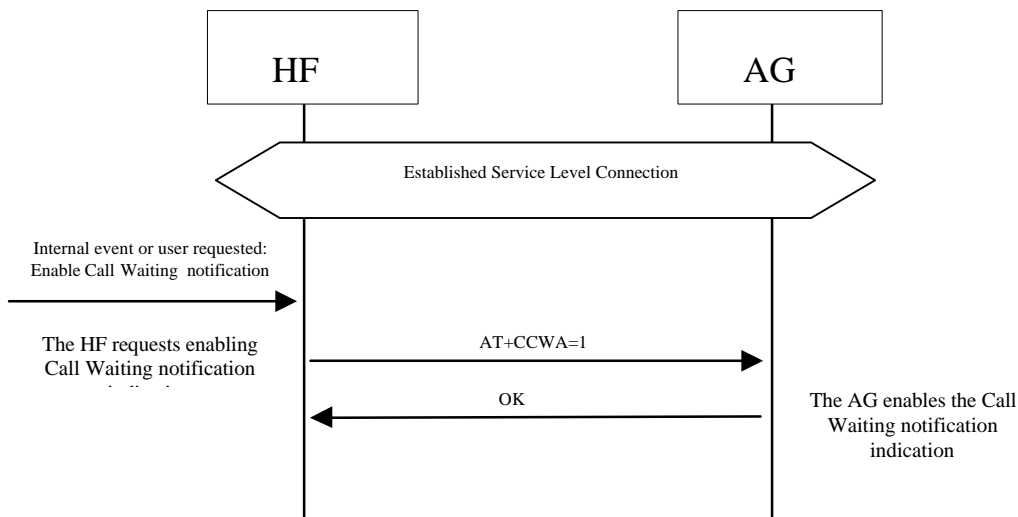 HF
AG
Established Service Level Connection
Internal event or user requested:
Enable Call Waiting notification
The HF requests enabling
Call Waiting notification
AT+CCWA=1
OK
The AG enables the Call
Waiting notification
indication